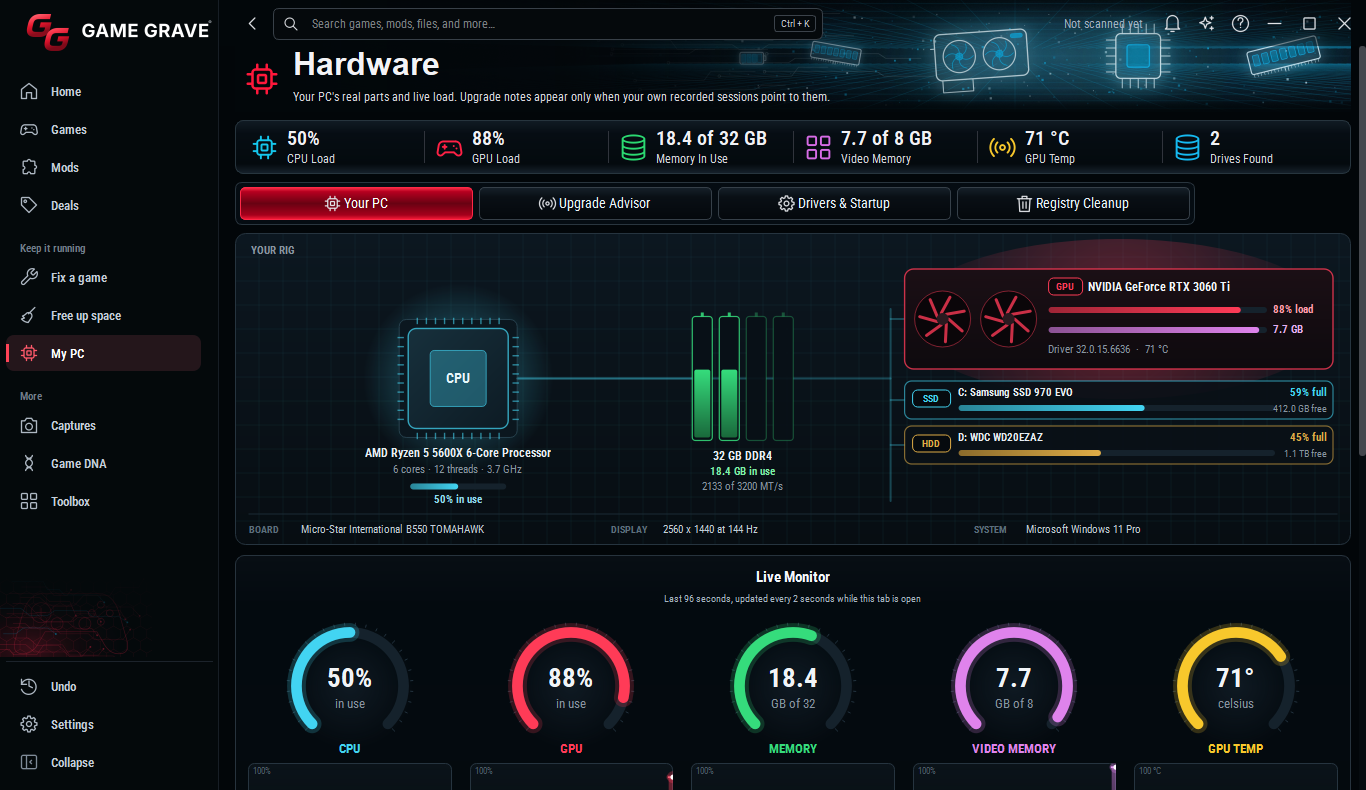 GAME GRAVE
Search games, mods, files, and more...
Ctrl + K
Not scanned yet
Hardware
Your PC's real parts and live load. Upgrade notes appear only when your own recorded sessions point to them.
Home
Games
Mods
Deals
Keep it running
Fix a game
Free up space
My PC
More
Captures
Game DNA
Toolbox
Undo
Settings
Collapse
50%
CPU Load
88%
GPU Load
18.4 of 32 GB
Memory In Use
7.7 of 8 GB
Video Memory
71 °C
GPU Temp
2
Drives Found
Your PC
Upgrade Advisor
Drivers & Startup
Registry Cleanup
YOUR RIG
CPU
AMD Ryzen 5 5600X 6-Core Processor
6 cores · 12 threads · 3.7 GHz
50% in use
32 GB DDR4
18.4 GB in use
2133 of 3200 MT/s
GPU
NVIDIA GeForce RTX 3060 Ti
88% load
7.7 GB
Driver 32.0.15.6636 · 71 °C
SSD
C: Samsung SSD 970 EVO
59% full
412.0 GB free
HDD
D: WDC WD20EZAZ
45% full
1.1 TB free
BOARD
Micro-Star International B550 TOMAHAWK
DISPLAY
2560 x 1440 at 144 Hz
SYSTEM
Microsoft Windows 11 Pro
Live Monitor
Last 96 seconds, updated every 2 seconds while this tab is open
50%
in use
CPU
88%
in use
GPU
18.4
GB of 32
MEMORY
7.7
GB of 8
VIDEO MEMORY
71°
celsius
GPU TEMP
100%
100%
100%
100%
100 °C